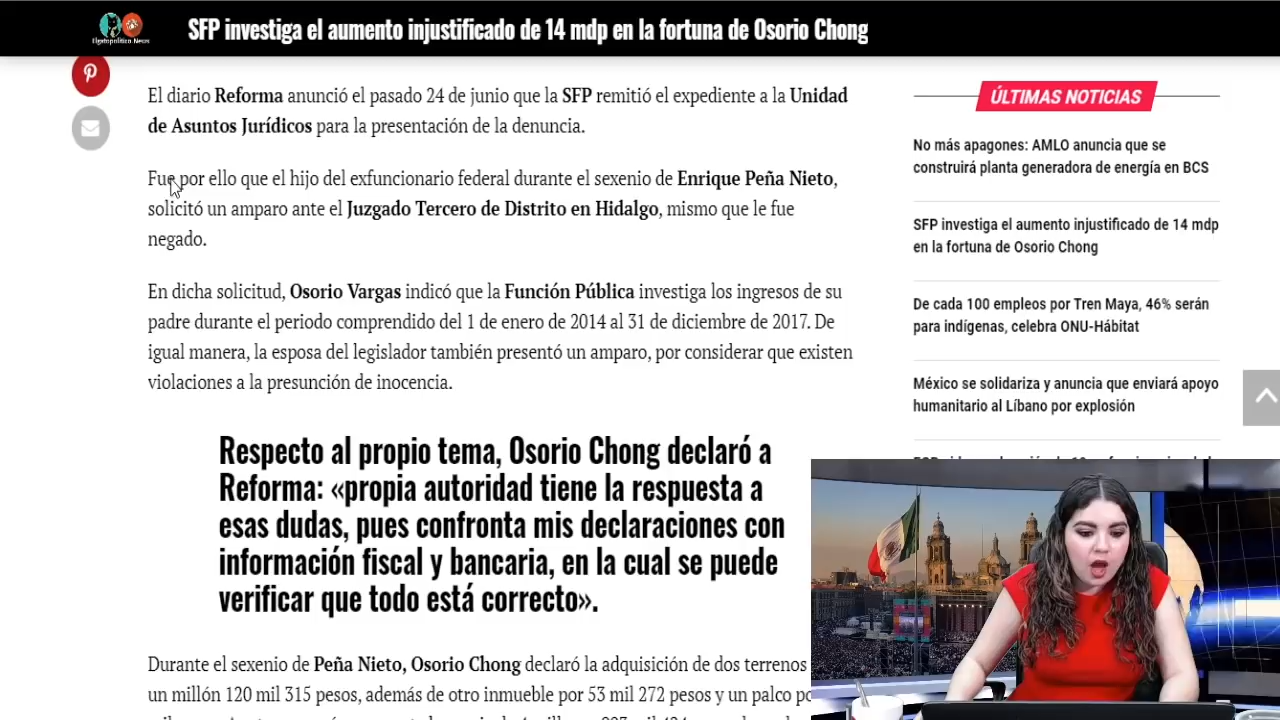 Elgatopolitico News
SFP investiga el aumento injustificado de 14 mdp en la fortuna de Osorio Chong
El diario Reforma anunció el pasado 24 de junio que la SFP remitió el expediente a la Unidad
de Asuntos Jurídicos para la presentación de la denuncia.
Fue por ello que el hijo del exfuncionario federal durante el sexenio de Enrique Peña Nieto,
solicitó un amparo ante el Juzgado Tercero de Distrito en Hidalgo, mismo que le fue
negado.
En dicha solicitud, Osorio Vargas indicó que la Función Pública investiga los ingresos de su
padre durante el periodo comprendido del 1 de enero de 2014 al 31 de diciembre de 2017. De
igual manera, la esposa del legislador también presentó un amparo, por considerar que existen
violaciones a la presunción de inocencia.
Respecto al propio tema, Osorio Chong declaró a
Reforma: «propia autoridad tiene la respuesta a
esas dudas, pues confronta mis declaraciones con
información fiscal y bancaria, en la cual se puede
verificar que todo está correcto».
Durante el sexenio de Peña Nieto, Osorio Chong declaró la adquisición de dos terrenos
un millón 120 mil 315 pesos, además de otro inmueble por 53 mil 272 pesos y un palco
ÚLTIMAS NOTICIAS
No más apagones: AMLO anuncia que se
construirá planta generadora de energía en BCS
SFP investiga el aumento injustificado de 14 mdp
en la fortuna de Osorio Chong
De cada 100 empleos por Tren Maya, 46% serán
para indígenas, celebra ONU-Hábitat
México se solidariza y anuncia que enviará apoyo
humanitario al Líbano por explosión